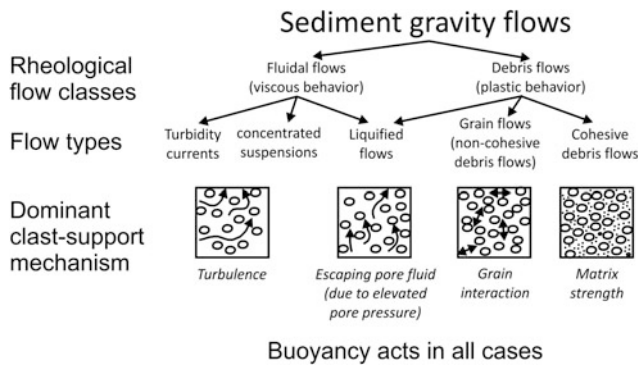 Sediment gravity flows
Rheological
flow classes
Fluidal flows
(viscous behavior)
Debris flows
(plastic behavior)
Flow types
Turbidity
currents
concentrated
suspensions
Liquified
flows
Grain flows
(non-cohesive
debris flows)
Cohesive
debris flows
Dominant
clast-support
mechanism
Turbulence
Escaping pore fluid
(due to elevated
pore pressure)
Grain
interaction
Matrix
strength
Buoyancy acts in all cases